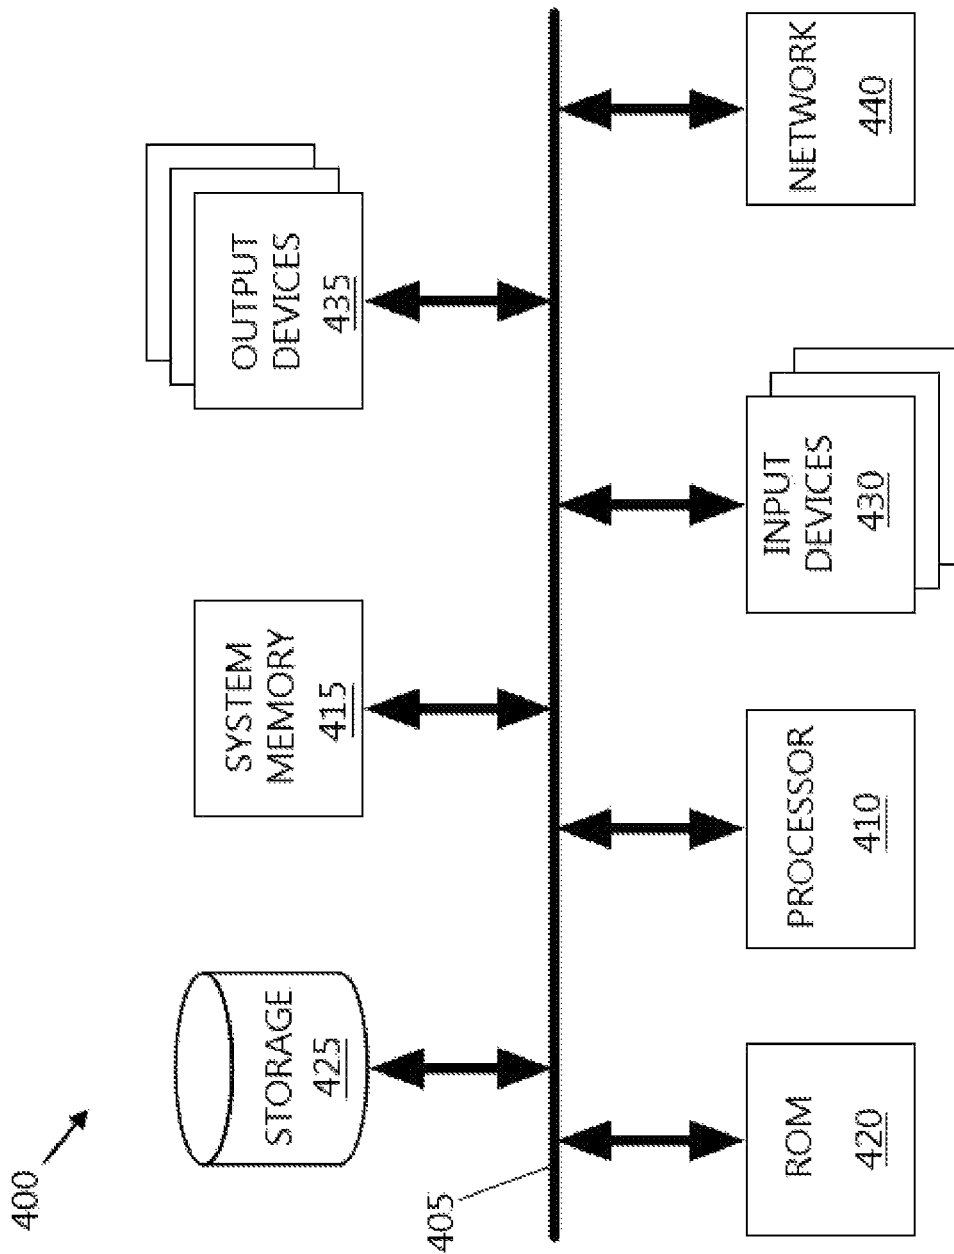 400
STORAGE
425
SYSTEM
MEMORY
415
OUTPUT
DEVICES
435
405
ROM
420
PROCESSOR
410
INPUT
DEVICES
430
NETWORK
440